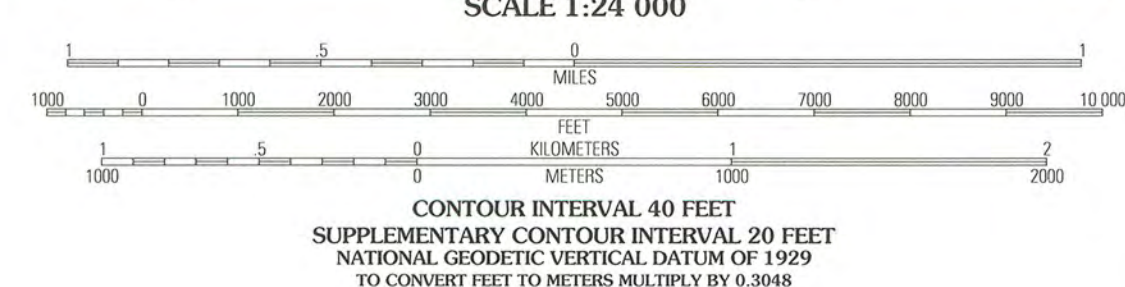 SCALE 1:24 000
1 .5 0 1
MILES
1000 0 1000 2000 3000 4000 5000 6000 7000 8000 9000 10 000
FEET
1 .5 0 KILOMETERS 1 2
1000 0 METERS 1000 2000
CONTOUR INTERVAL 40 FEET
SUPPLEMENTARY CONTOUR INTERVAL 20 FEET
NATIONAL GEODETIC VERTICAL DATUM OF 1929
TO CONVERT FEET TO METERS MULTIPLY BY 0.3048